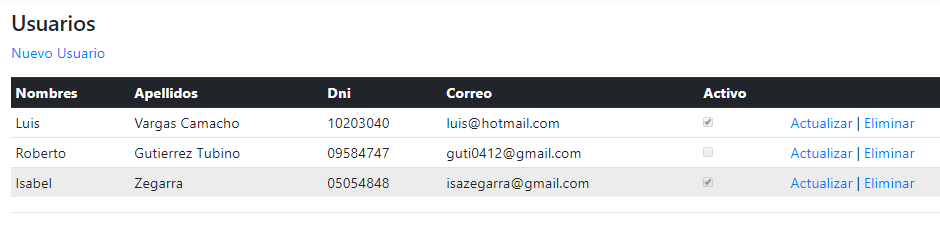 Usuarios
Nuevo Usuario
Nombres Apellidos Dni Correo Activo
Luis Vargas Camacho 10203040 luis@hotmail.com Actualizar | Eliminar
Roberto Gutierrez Tubino 09584747 guti0412@gmail.com Actualizar | Eliminar
Isabel Zegarra 05054848 isazegarra@gmail.com Actualizar | Eliminar